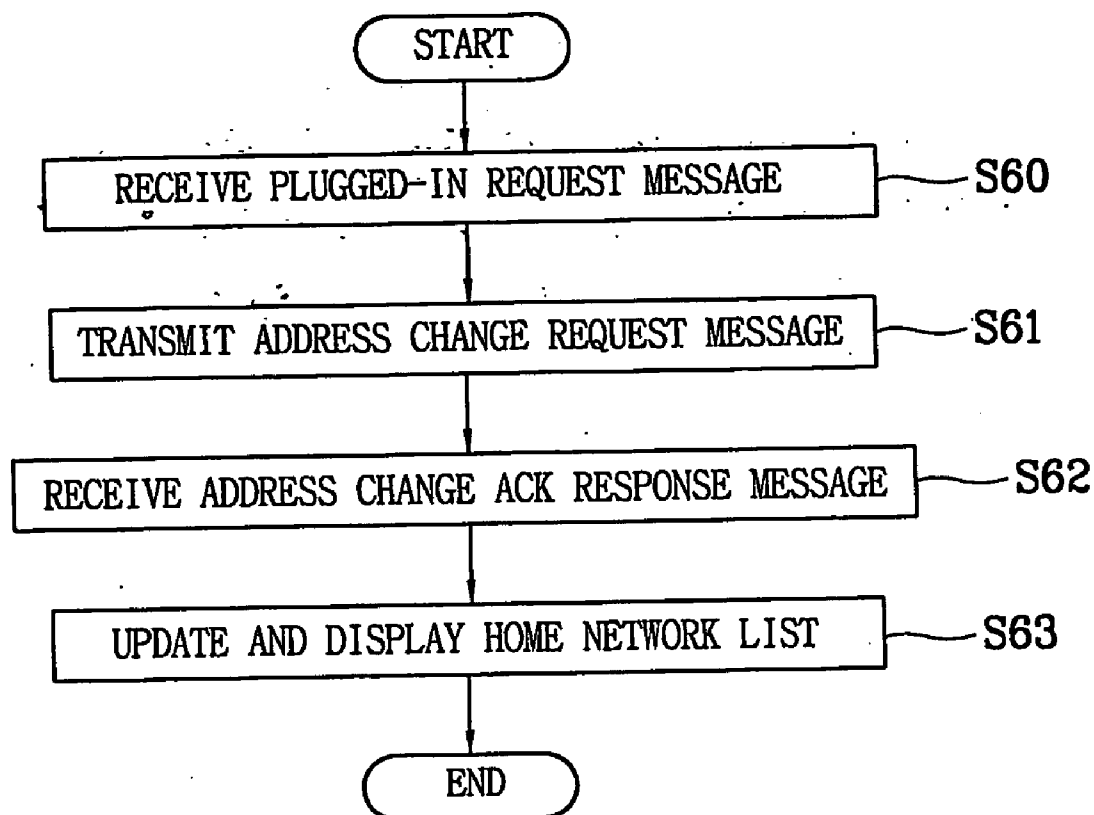 START
RECEIVE PLUGGED-IN REQUEST MESSAGE S60
TRANSMIT ADDRESS CHANGE REQUEST MESSAGE S61
RECEIVE ADDRESS CHANGE ACK RESPONSE MESSAGE S62
UPDATE AND DISPLAY HOME NETWORK LIST S63
END